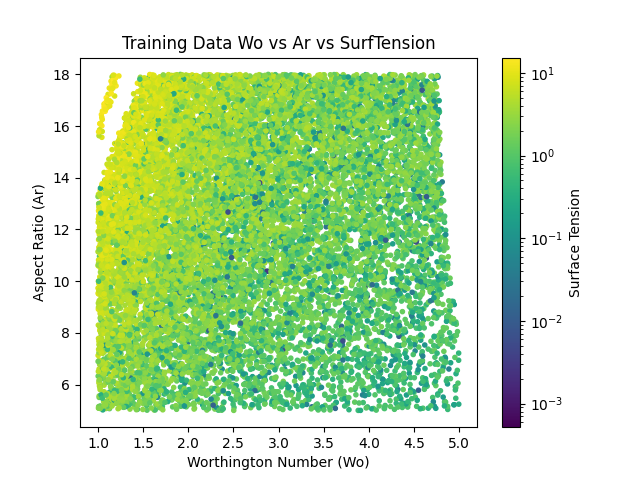 Training Data Wo vs Ar vs SurfTension
18
16
14
12
10
8
6
Aspect Ratio (Ar)
1.0 1.5 2.0 2.5 3.0 3.5 4.0 4.5 5.0
Worthington Number (Wo)
10¹
10⁰
10⁻¹
10⁻²
10⁻³
Surface Tension